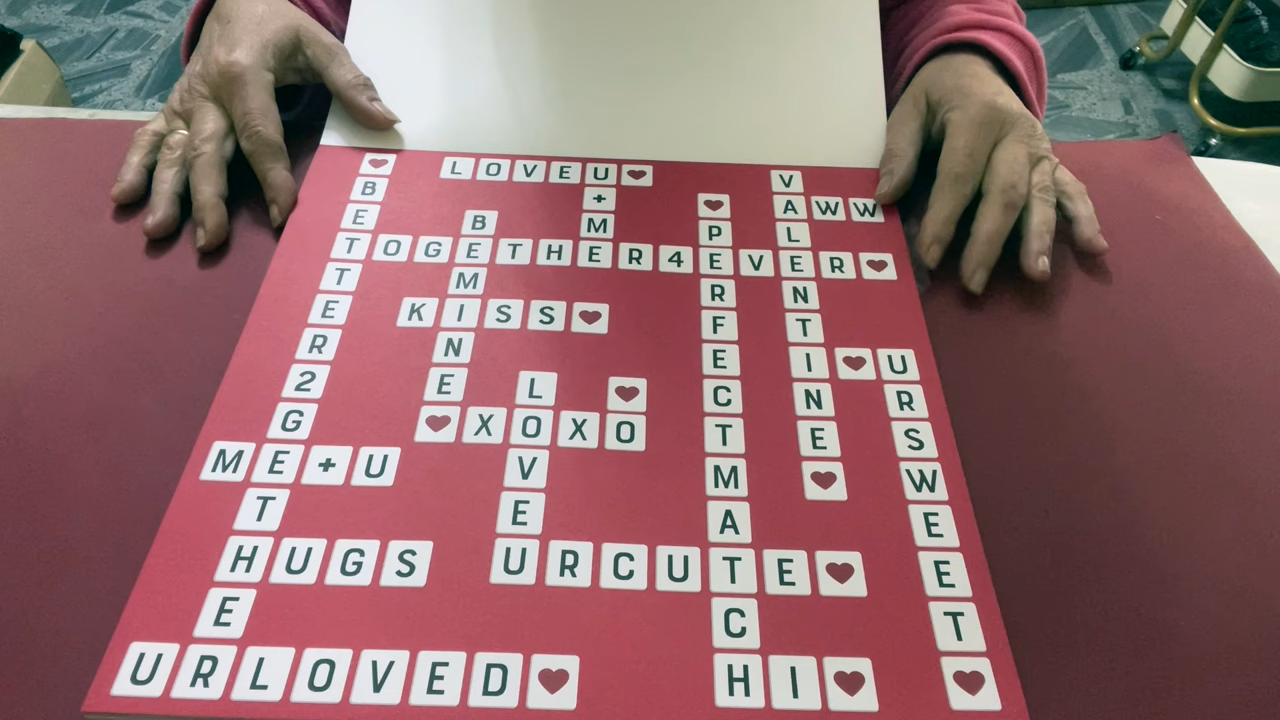 ♥BETTER2GETHER
LOVEU♥
U+ME
VALENTINE♥
AWW
♥PERFECTMATCH
BEMINE♥
TOGETHER4EVER♥
KISS♥
I♥U
URSWEET♥
LOVEU
♥XOXO
ME+U
HUGS
URCUTE♥
URLOVED♥
HI♥